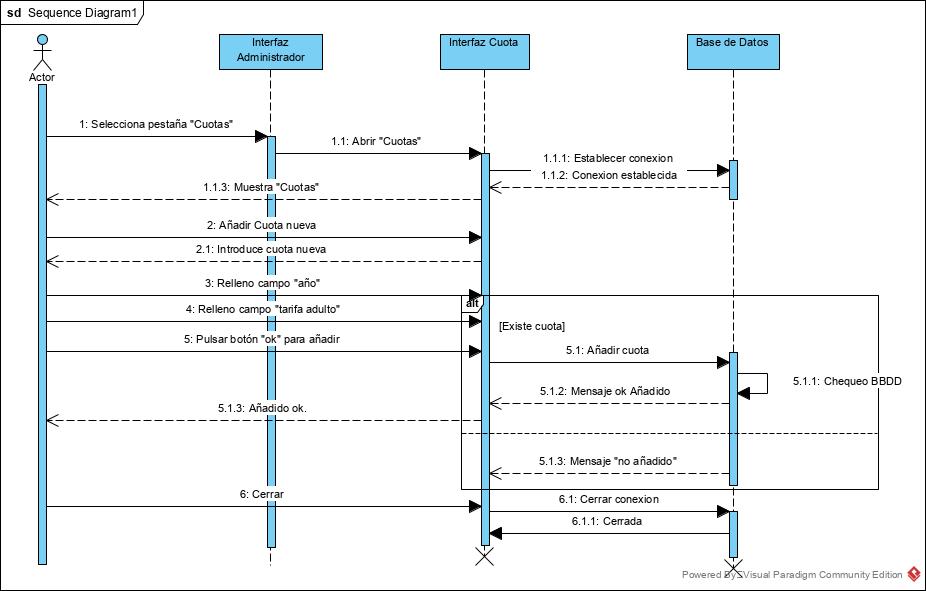 sd Sequence Diagram1
Interfaz
Administrador
Interfaz Cuota
Base de Datos
Actor
1: Selecciona pestaña "Cuotas"
1.1: Abrir "Cuotas"
1.1.1: Establecer conexion
1.1.2: Conexion establecida
1.1.3: Muestra "Cuotas"
2: Añadir Cuota nueva
2.1: Introduce cuota nueva
3: Relleno campo "año"
alt
4: Relleno campo "tarifa adulto"
[Existe cuota]
5: Pulsar botón "ok" para añadir
5.1: Añadir cuota
5.1.1: Chequeo BBDD
5.1.2: Mensaje ok Añadido
5.1.3: Añadido ok.
5.1.3: Mensaje "no añadido"
6: Cerrar
6.1: Cerrar conexion
6.1.1: Cerrada
Powered By Visual Paradigm Community Edition